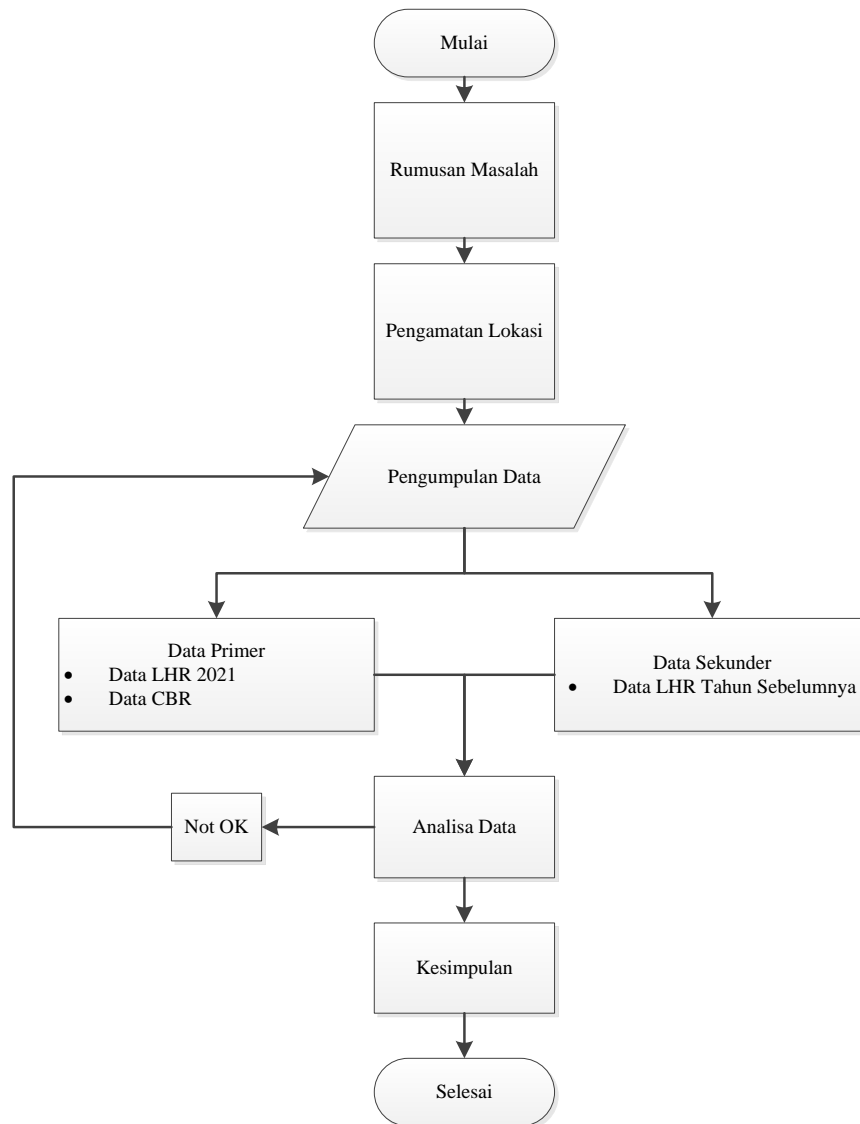 Mulai
Rumusan Masalah
Pengamatan Lokasi
Pengumpulan Data
Data Primer
• Data LHR 2021
• Data CBR
Data Sekunder
• Data LHR Tahun Sebelumnya
Not OK
Analisa Data
Kesimpulan
Selesai